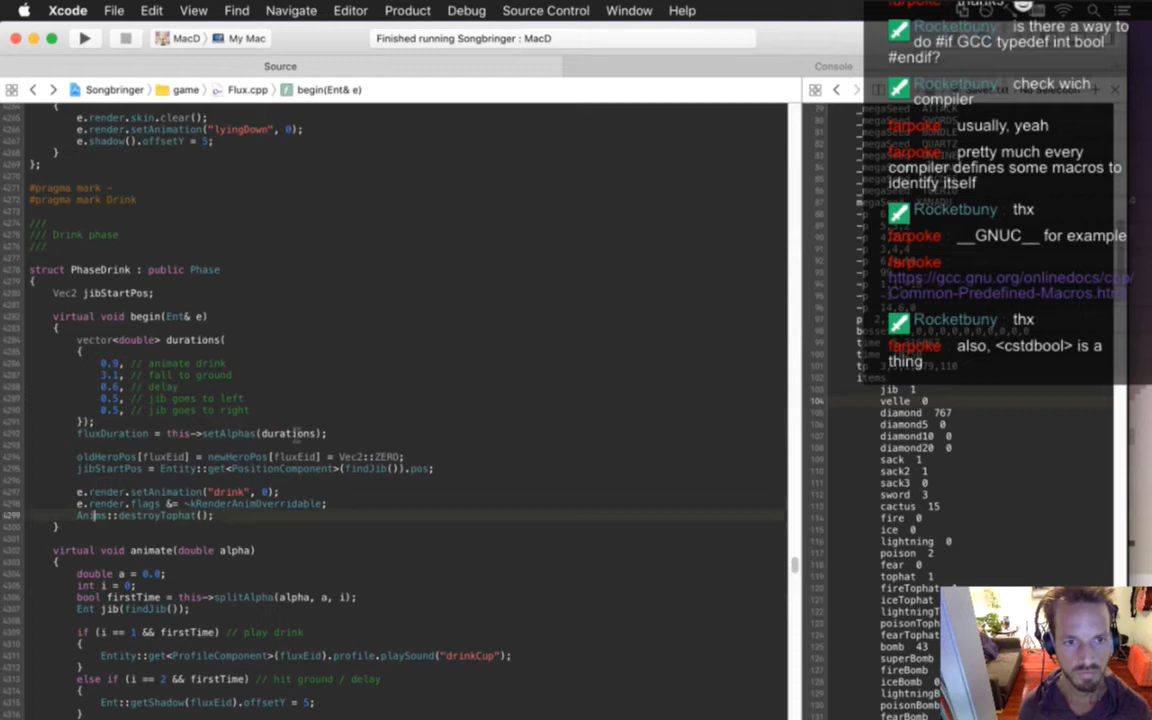 Xcode File Edit View Find Navigate Editor Product Debug Source Control Window Help
MacD My Mac
Finished running Songbringer : MacD
Source
Console
Songbringer game Flux.cpp begin(Ent& e)
{
e.render.skin.clear();
e.render.setAnimation("lyingDown", 0);
e.shadow().offsetY = 5;
}
};
#pragma mark -
#pragma mark Drink
///
/// Drink phase
///
struct PhaseDrink : public Phase
{
Vec2 jibStartPos;
virtual void begin(Ent& e)
{
vector<double> durations(
{
0.9, // animate drink
3.1, // fall to ground
0.6, // delay
0.5, // jib goes to left
0.5, // jib goes to right
});
fluxDuration = this->setAlphas(durations);
oldHeroPos[fluxEid] = newHeroPos[fluxEid] = Vec2::ZERO;
jibStartPos = Entity::get<PositionComponent>(findJib()).pos;
e.render.setAnimation("drink", 0);
e.render.flags &= ~kRenderAnimOverridable;
Anims::destroyTophat();
}
virtual void animate(double alpha)
{
double a = 0.0;
int i = 0;
bool firstTime = this->splitAlpha(alpha, a, i);
Ent jib(findJib());
if (i == 1 && firstTime) // play drink
{
Entity::get<ProfileComponent>(fluxEid).profile.playSound("drinkCup");
}
else if (i == 2 && firstTime) // hit ground / delay
{
Ent::getShadow(fluxEid).offsetY = 5;
}
Rocketbuny : is there a way to
do #if GCC typedef int bool
#endif?
Rocketbuny : check wich
compiler
farpoke : usually, yeah
farpoke : pretty much every
compiler defines some macros to
identify itself
Rocketbuny : thx
farpoke : __GNUC__ for example
farpoke :
https://gcc.gnu.org/onlinedocs/cpp/
Common-Predefined-Macros.html
Rocketbuny : thx
farpoke : also, <cstdbool> is a
thing
items
jib 1
velle 0
diamond 767
diamond5 0
diamond10 0
diamond20 0
sack 1
sack2 1
sack3 0
sword 3
cactus 15
fire 0
ice 0
lightning 0
poison 2
fear 0
tophat 1
fireTophat
iceTophat
lightningT
poisonToph
fearTophat
bomb 43
superBomb
fireBomb
iceBomb 0
lightningB
poisonBomb
fearBomb